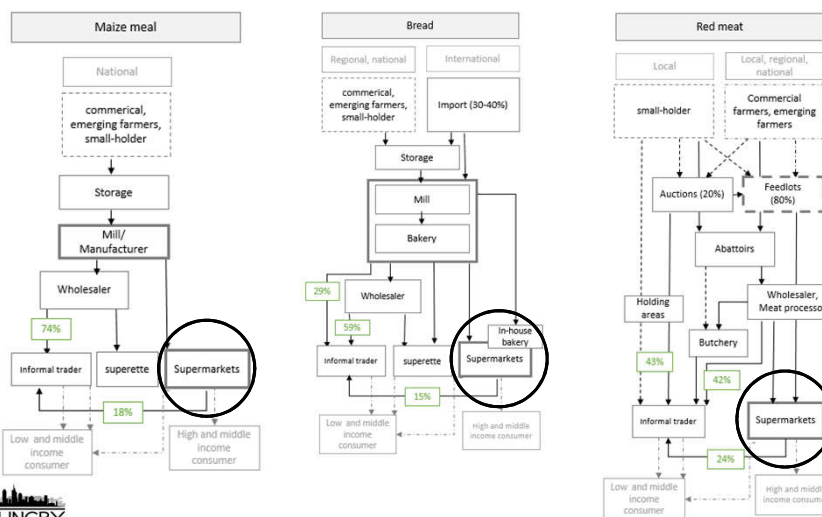 Maize meal
National
commerical,
emerging farmers,
small-holder
Storage
Mill/
Manufacturer
Wholesaler
74%
Informal trader
superette
Supermarkets
18%
Low and middle
income
consumer
High and middle
income
consumer
HUNGRY
Bread
Regional, national
International
commerical,
emerging farmers,
small-holder
Import (30-40%)
Storage
Mill
Bakery
29%
Wholesaler
59%
In-house
bakery
Informal trader
superette
Supermarkets
15%
Low and middle
income
consumer
High and middle
income consumer
Red meat
Local
Local, regional,
national
small-holder
Commercial
farmers, emerging
farmers
Auctions (20%)
Feedlots
(80%)
Abattoirs
Holding
areas
Wholesaler,
Meat processo
Butchery
43%
42%
Informal trader
Supermarkets
24%
Low and middle
income
consumer
High and middl
income consume